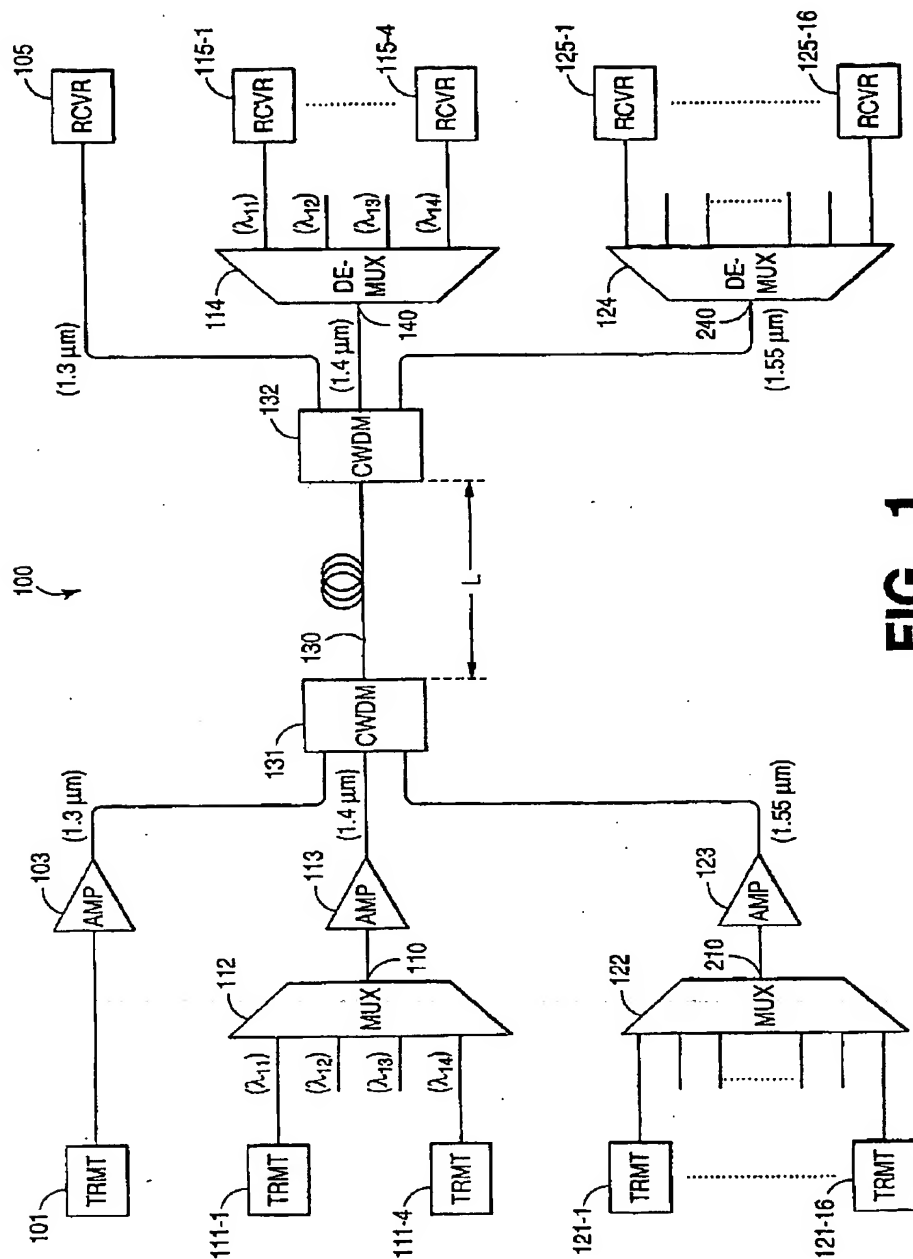 100
101
TRMT
103
AMP
(1.3 μm)
(1.3 μm)
105
RCVR
111-1
TRMT
111-4
TRMT
(λ11)
(λ12)
(λ13)
(λ14)
112
MUX
110
113
AMP
(1.4 μm)
131
CWDM
130
L
132
CWDM
(1.4 μm)
140
114
DE-
MUX
(λ11)
(λ12)
(λ13)
(λ14)
115-1
RCVR
115-4
RCVR
121-1
TRMT
121-16
TRMT
122
MUX
210
123
AMP
(1.55 μm)
(1.55 μm)
240
124
DE-
MUX
125-1
RCVR
125-16
RCVR